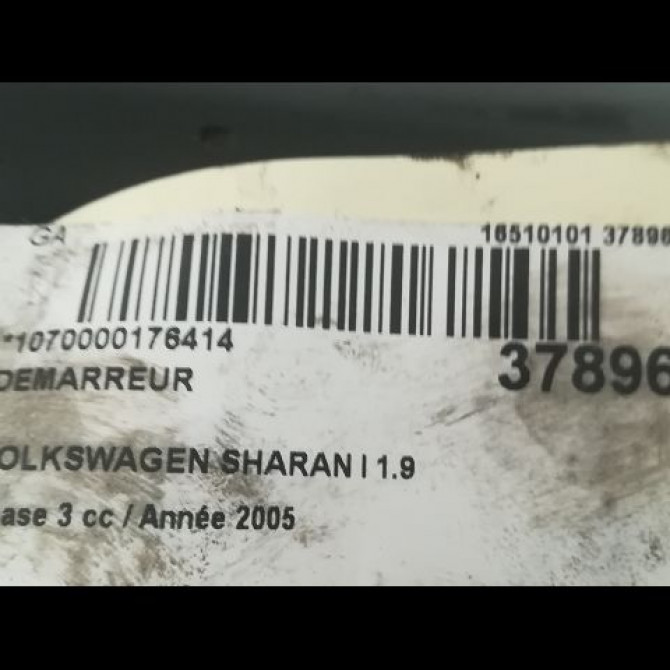 GA 16510101 37896
*1070000176414 37896
DEMARREUR
OLKSWAGEN SHARAN I 1.9
ase 3 cc / Année 2005